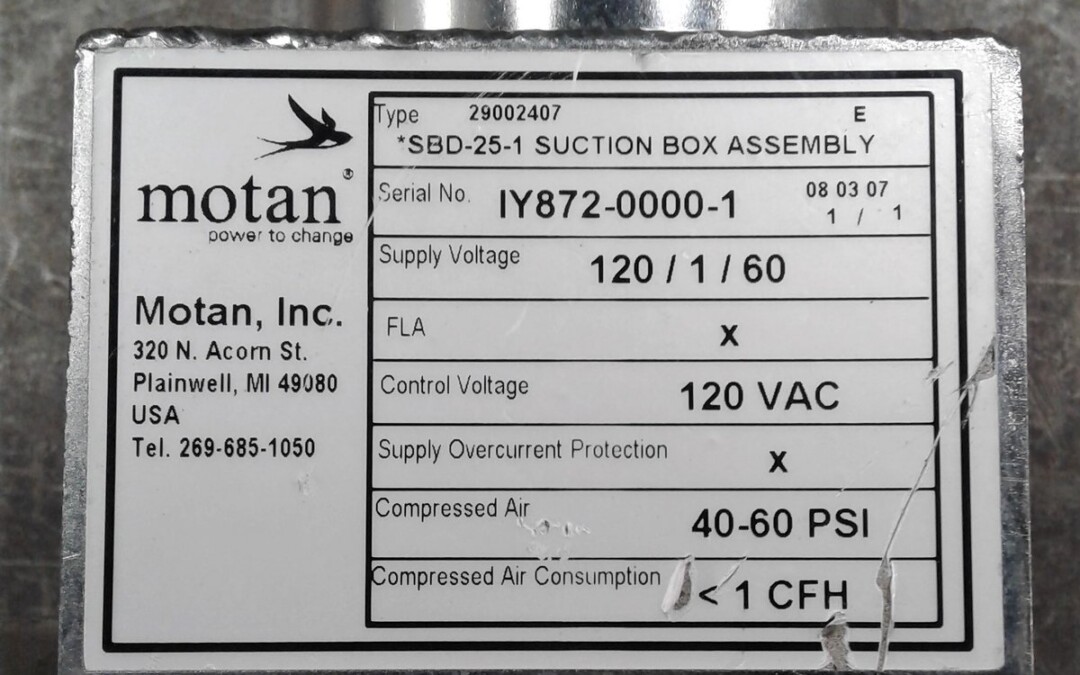 motan®
power to change
Motan, Inc.
320 N. Acorn St.
Plainwell, MI 49080
USA
Tel. 269-685-1050
Type 29002407 E
*SBD-25-1 SUCTION BOX ASSEMBLY
Serial No. IY872-0000-1 08 03 07
1 / 1
Supply Voltage 120 / 1 / 60
FLA X
Control Voltage 120 VAC
Supply Overcurrent Protection X
Compressed Air 40-60 PSI
Compressed Air Consumption < 1 CFH